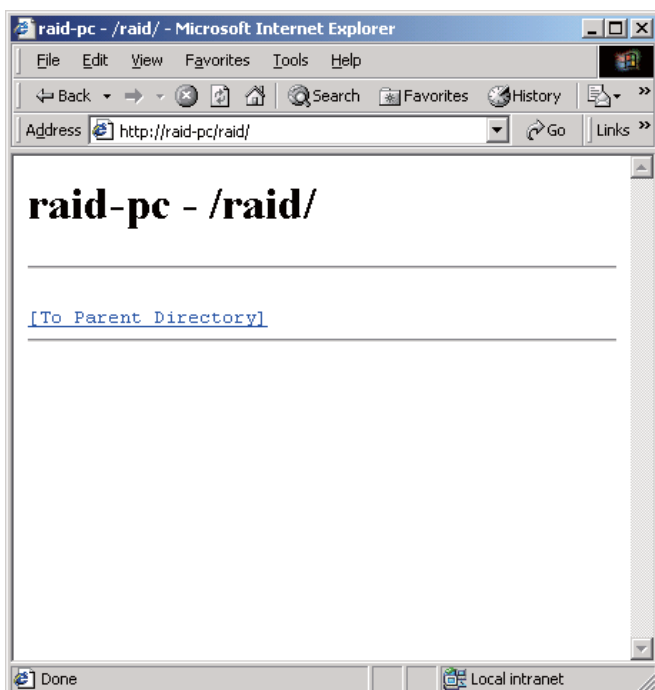 raid-pc - /raid/ - Microsoft Internet Explorer
File Edit View Favorites Tools Help
Back Search Favorites History »
Address http://raid-pc/raid/ Go Links »
raid-pc - /raid/
[To Parent Directory]
Done Local intranet